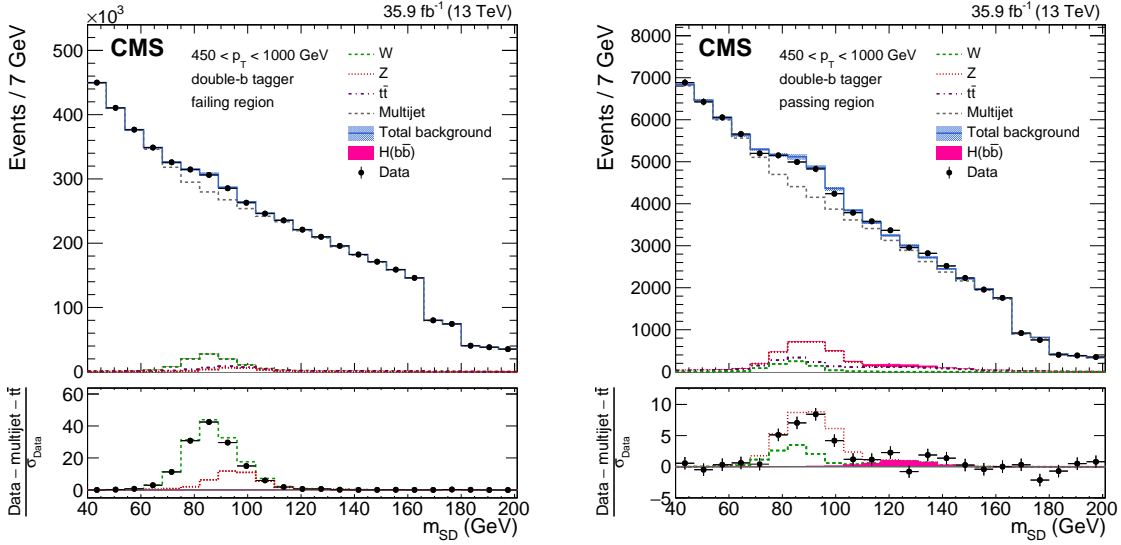 ×10³ 35.9 fb⁻¹ (13 TeV)
CMS
450 < p_T < 1000 GeV
double-b tagger
failing region
W
Z
tt̄
Multijet
Total background
H(bb̄)
Data
Events / 7 GeV
500
400
300
200
100
0
60
40
20
0
Data – multijet – tt̄
σ_Data
40 60 80 100 120 140 160 180 200
m_SD (GeV)
35.9 fb⁻¹ (13 TeV)
CMS
450 < p_T < 1000 GeV
double-b tagger
passing region
W
Z
tt̄
Multijet
Total background
H(bb̄)
Data
Events / 7 GeV
8000
7000
6000
5000
4000
3000
2000
1000
0
10
5
0
−5
Data – multijet – tt̄
σ_Data
40 60 80 100 120 140 160 180 200
m_SD (GeV)